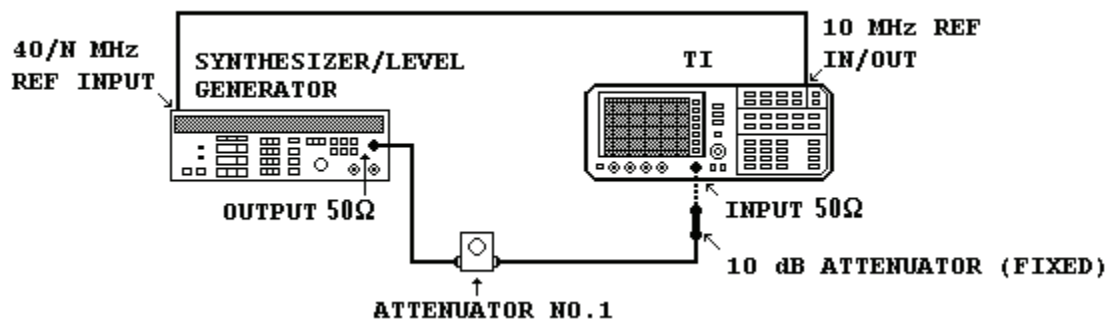 40/N MHz
REF INPUT
SYNTHESIZER/LEVEL
GENERATOR
TI
10 MHz REF
IN/OUT
OUTPUT 50Ω
INPUT 50Ω
10 dB ATTENUATOR (FIXED)
ATTENUATOR NO.1